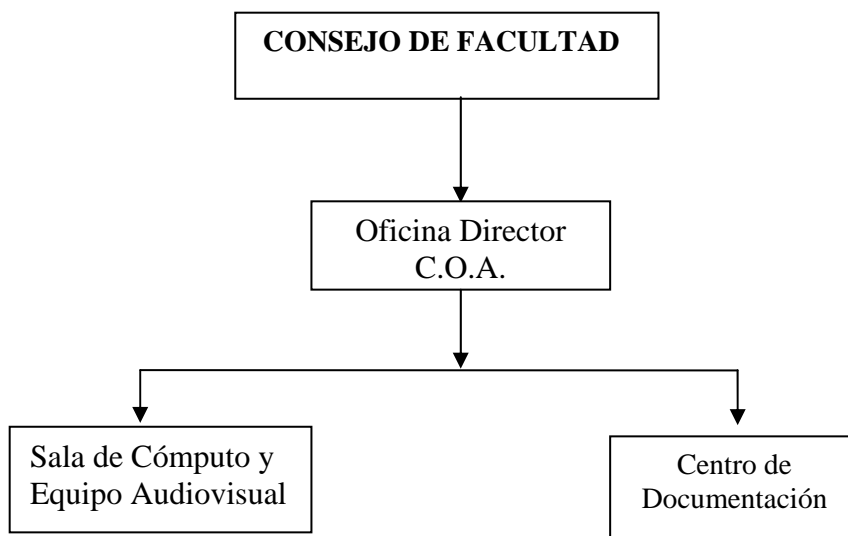 CONSEJO DE FACULTAD
Oficina Director
C.O.A.
Sala de Cómputo y
Equipo Audiovisual
Centro de
Documentación